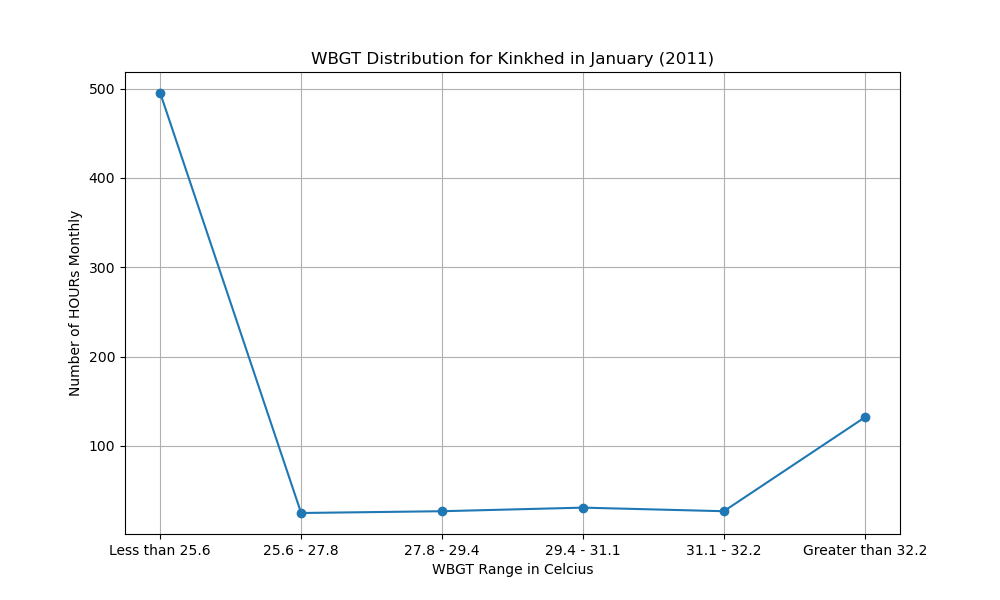 WBGT Distribution for Kinkhed in January (2011)
Number of HOURs Monthly
500
400
300
200
100
Less than 25.6
25.6 - 27.8
27.8 - 29.4
29.4 - 31.1
31.1 - 32.2
Greater than 32.2
WBGT Range in Celcius